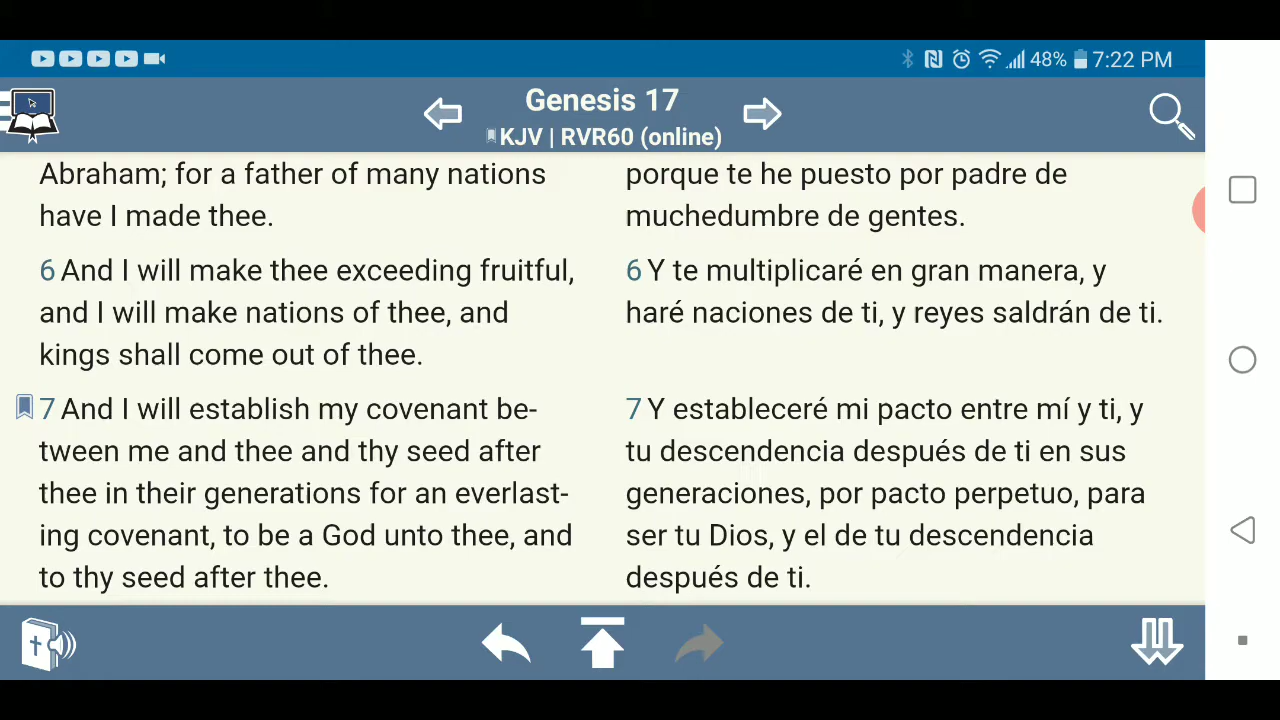 48% 7:22 PM
Genesis 17
KJV | RVR60 (online)
Abraham; for a father of many nations
have I made thee.
6 And I will make thee exceeding fruitful,
and I will make nations of thee, and
kings shall come out of thee.
7 And I will establish my covenant be-
tween me and thee and thy seed after
thee in their generations for an everlast-
ing covenant, to be a God unto thee, and
to thy seed after thee.
porque te he puesto por padre de
muchedumbre de gentes.
6 Y te multiplicaré en gran manera, y
haré naciones de ti, y reyes saldrán de ti.
7 Y estableceré mi pacto entre mí y ti, y
tu descendencia después de ti en sus
generaciones, por pacto perpetuo, para
ser tu Dios, y el de tu descendencia
después de ti.